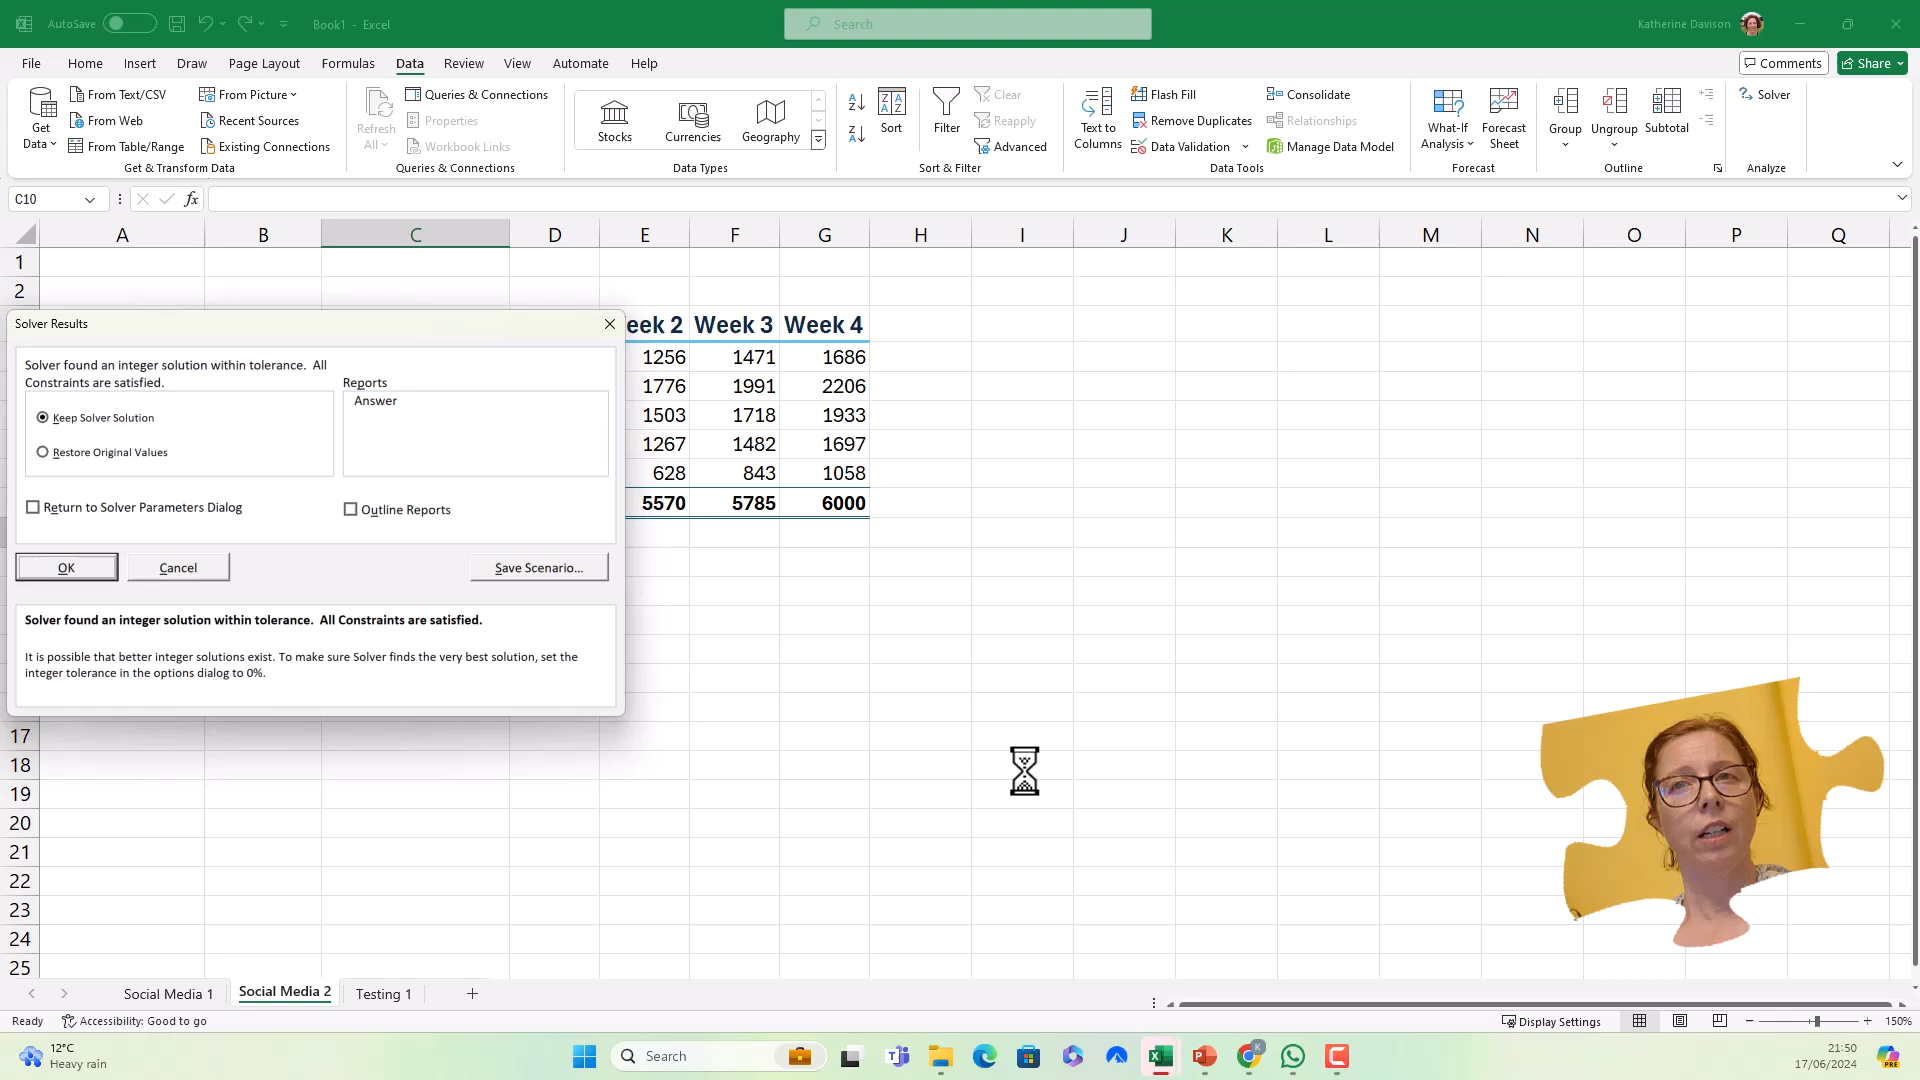 AutoSave
Book1 - Excel
Search
Katherine Davison
File Home Insert Draw Page Layout Formulas Data Review View Automate Help
Comments Share
Get Data
From Text/CSV
From Web
From Table/Range
From Picture
Recent Sources
Existing Connections
Get & Transform Data
Refresh All
Queries & Connections
Properties
Workbook Links
Queries & Connections
Stocks
Currencies
Geography
Data Types
Sort
Filter
Clear
Reapply
Advanced
Sort & Filter
Text to Columns
Flash Fill
Remove Duplicates
Data Validation
Consolidate
Relationships
Manage Data Model
Data Tools
What-If Analysis
Forecast Sheet
Forecast
Group
Ungroup
Subtotal
Outline
Solver
Analyze
C10
fx
A B C D E F G H I J K L M N O P Q
1
2
eek 2 Week 3 Week 4
1256 1471 1686
1776 1991 2206
1503 1718 1933
1267 1482 1697
628 843 1058
5570 5785 6000
Solver Results
Solver found an integer solution within tolerance. All
Constraints are satisfied.
Keep Solver Solution
Restore Original Values
Reports
Answer
Return to Solver Parameters Dialog
Outline Reports
OK
Cancel
Save Scenario...
Solver found an integer solution within tolerance. All Constraints are satisfied.
It is possible that better integer solutions exist. To make sure Solver finds the very best solution, set the
integer tolerance in the options dialog to 0%.
17
18
19
20
21
22
23
24
25
Social Media 1 Social Media 2 Testing 1
Ready
Accessibility: Good to go
Display Settings
150%
12°C
Heavy rain
Search
21:50
17/06/2024
PRE